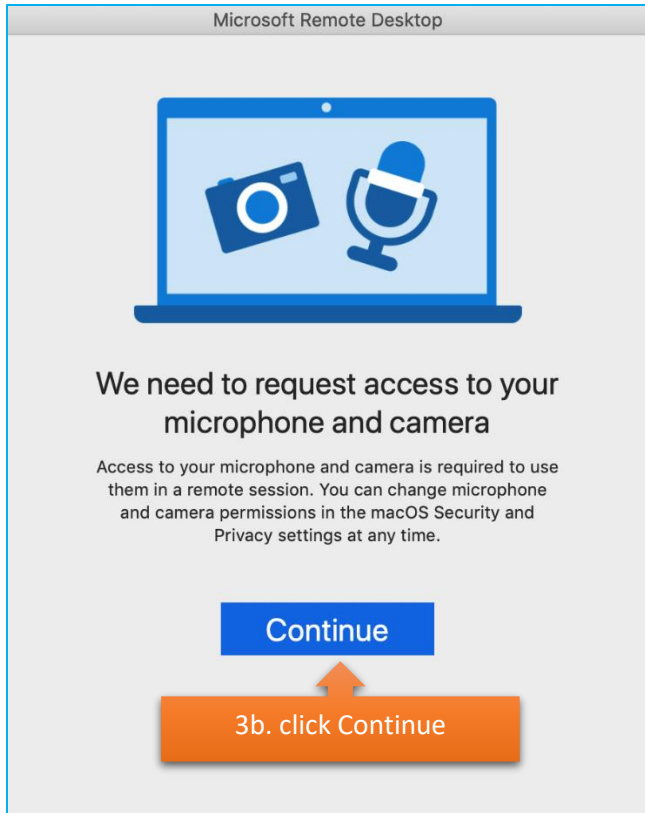 Microsoft Remote Desktop
We need to request access to your
microphone and camera
Access to your microphone and camera is required to use
them in a remote session. You can change microphone
and camera permissions in the macOS Security and
Privacy settings at any time.
Continue
3b. click Continue